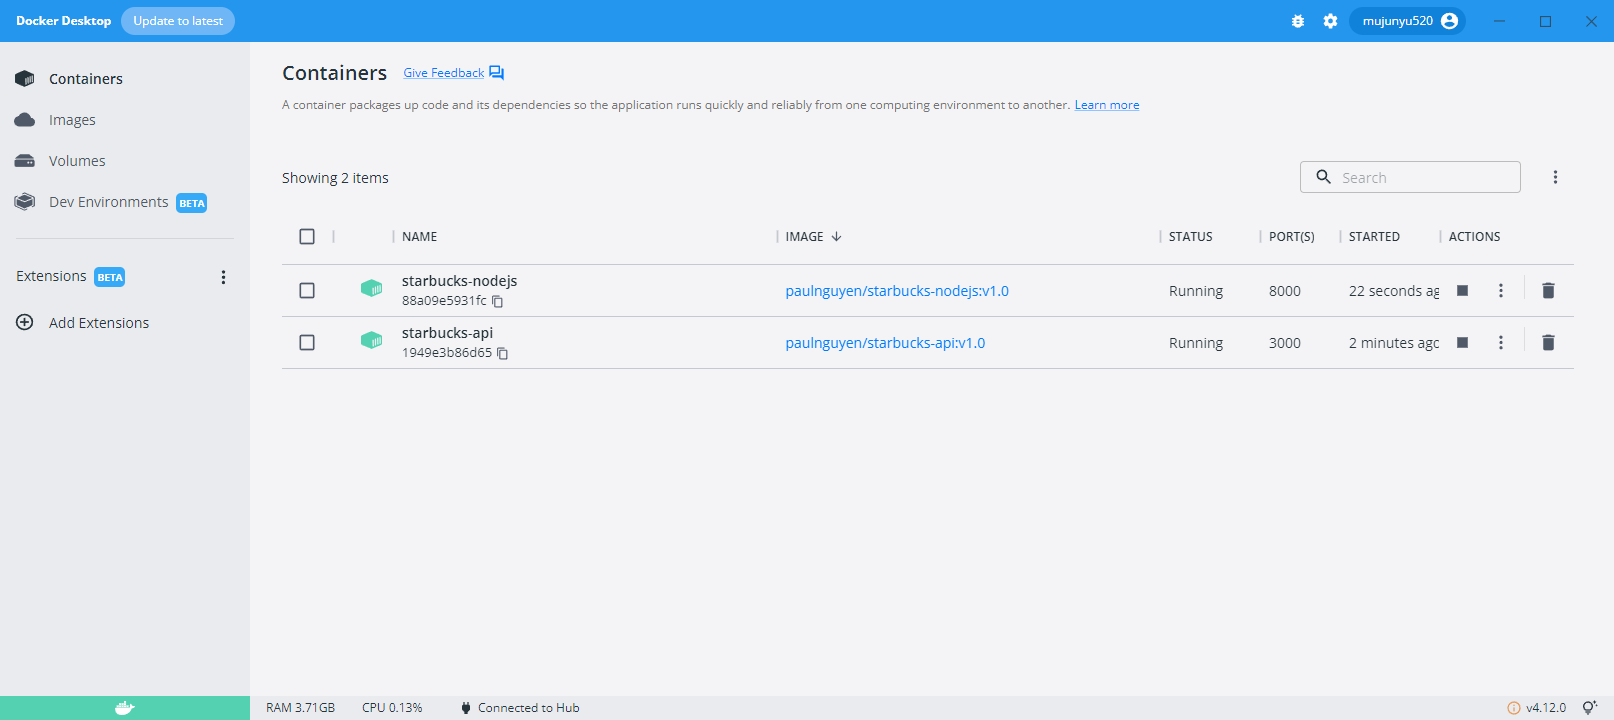 Docker Desktop Update to latest mujunyu520
Containers
Images
Volumes
Dev Environments BETA
Extensions BETA
Add Extensions
Containers Give Feedback
A container packages up code and its dependencies so the application runs quickly and reliably from one computing environment to another. Learn more
Showing 2 items Search
NAME IMAGE STATUS PORT(S) STARTED ACTIONS
starbucks-nodejs
88a09e5931fc
paulnguyen/starbucks-nodejs:v1.0 Running 8000 22 seconds ag
starbucks-api
1949e3b86d65
paulnguyen/starbucks-api:v1.0 Running 3000 2 minutes ago
RAM 3.71GB CPU 0.13% Connected to Hub v4.12.0